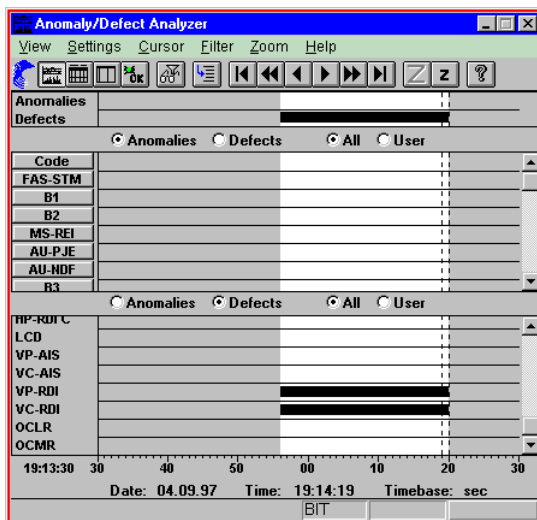 Anomaly/Defect Analyzer
View Settings Cursor Filter Zoom Help
OK Z z ?
Anomalies
Defects
Anomalies Defects All User
Code
FAS-STM
B1
B2
MS-REI
AU-PJE
AU-NDF
B3
Anomalies Defects All User
HP-RDI C
LCD
VP-AIS
VC-AIS
VP-RDI
VC-RDI
OCLR
OCMR
19:13:30 30 40 50 00 10 20 30
Date: 04.09.97 Time: 19:14:19 Timebase: sec
BIT